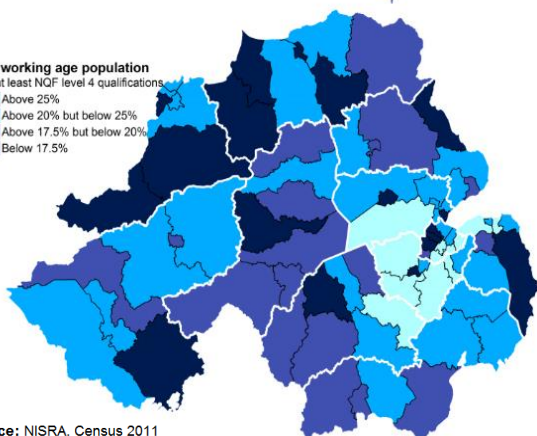 working age population
t least NQF level 4 qualifications
Above 25%
Above 20% but below 25%
Above 17.5% but below 20%
Below 17.5%
ce: NISRA, Census 2011